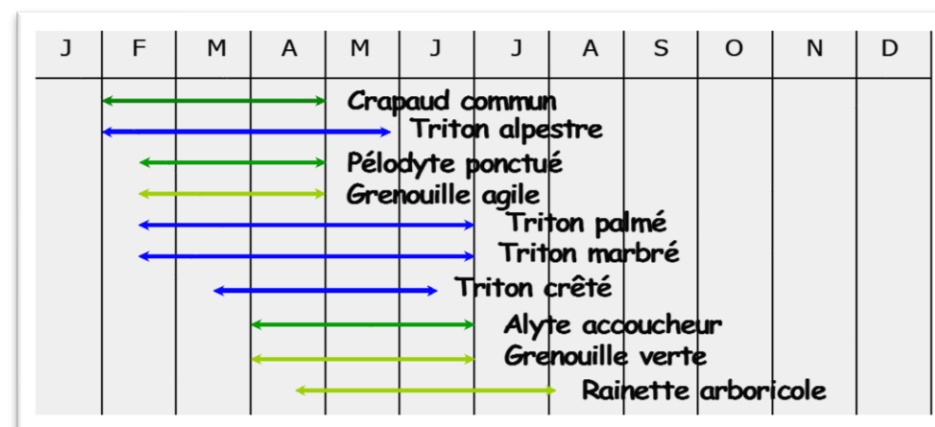 J F M A M J J A S O N D
Crapaud commun
Triton alpestre
Pélodyte ponctué
Grenouille agile
Triton palmé
Triton marbré
Triton crêté
Alyte accoucheur
Grenouille verte
Rainette arboricole